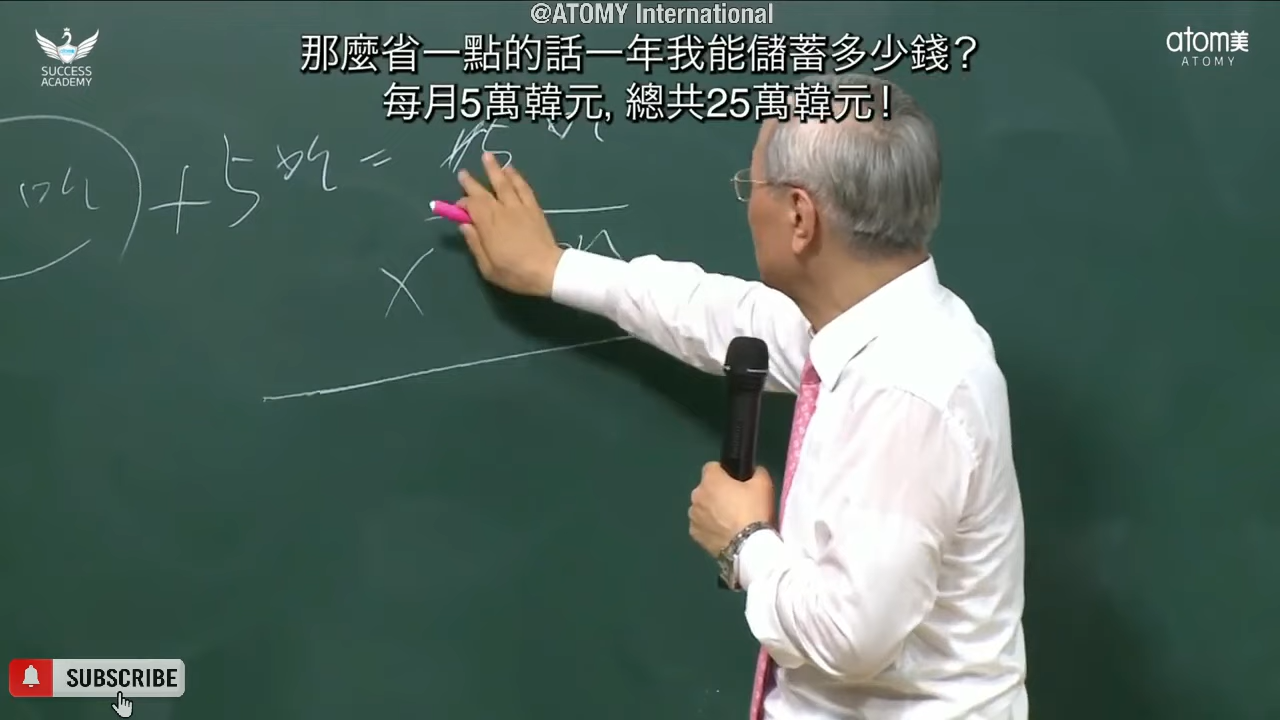 @ATOMY International
SUCCESS
ACADEMY
atom美
ATOMY
那麼省一點的話一年我能儲蓄多少錢?
每月5萬韓元, 總共25萬韓元!
+5만=
X
SUBSCRIBE